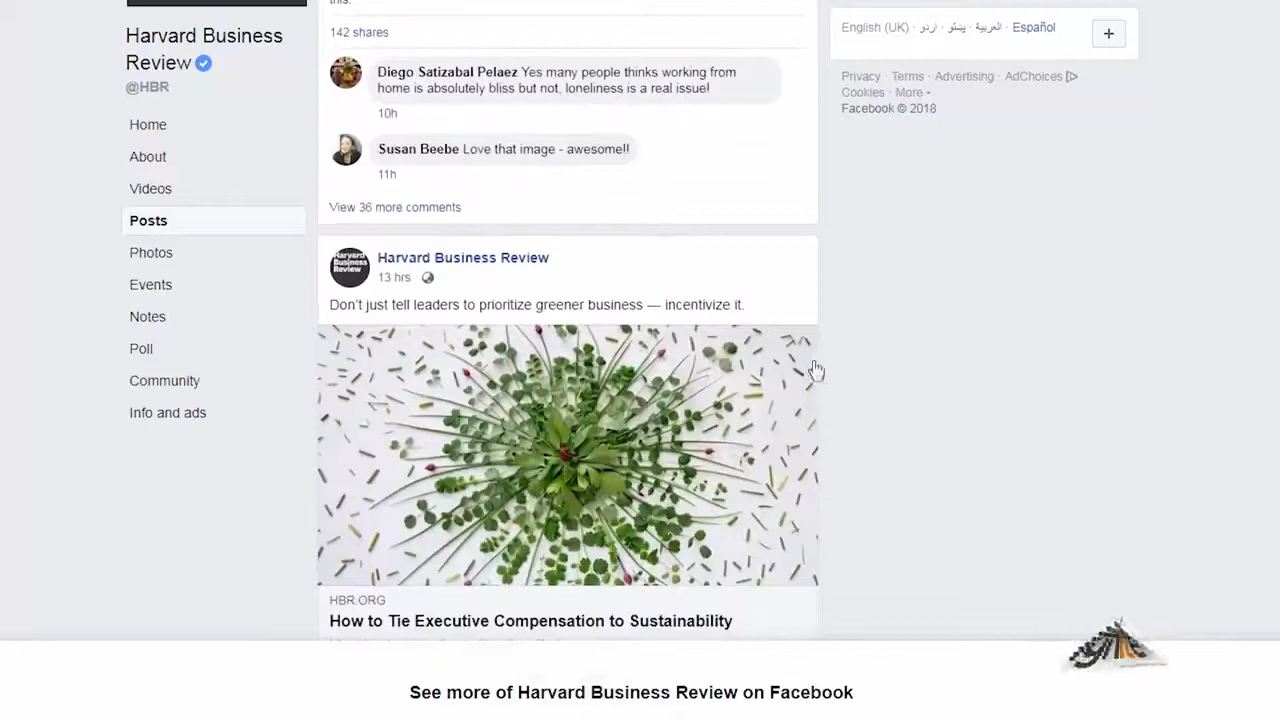 this.
142 shares
Harvard Business
Review
@HBR
Home
About
Videos
Posts
Photos
Events
Notes
Poll
Community
Info and ads
Diego Satizabal Pelaez Yes many people thinks working from
home is absolutely bliss but not, loneliness is a real issue!
10h
Susan Beebe Love that image - awesome!!
11h
View 36 more comments
Harvard Business Review
Harvard
Business
Review
13 hrs ·
Don't just tell leaders to prioritize greener business — incentivize it.
HBR.ORG
How to Tie Executive Compensation to Sustainability
English (UK) · اردو · پښتو · العربية · Español
+
Privacy · Terms · Advertising · AdChoices
Cookies · More
Facebook © 2018
See more of Harvard Business Review on Facebook